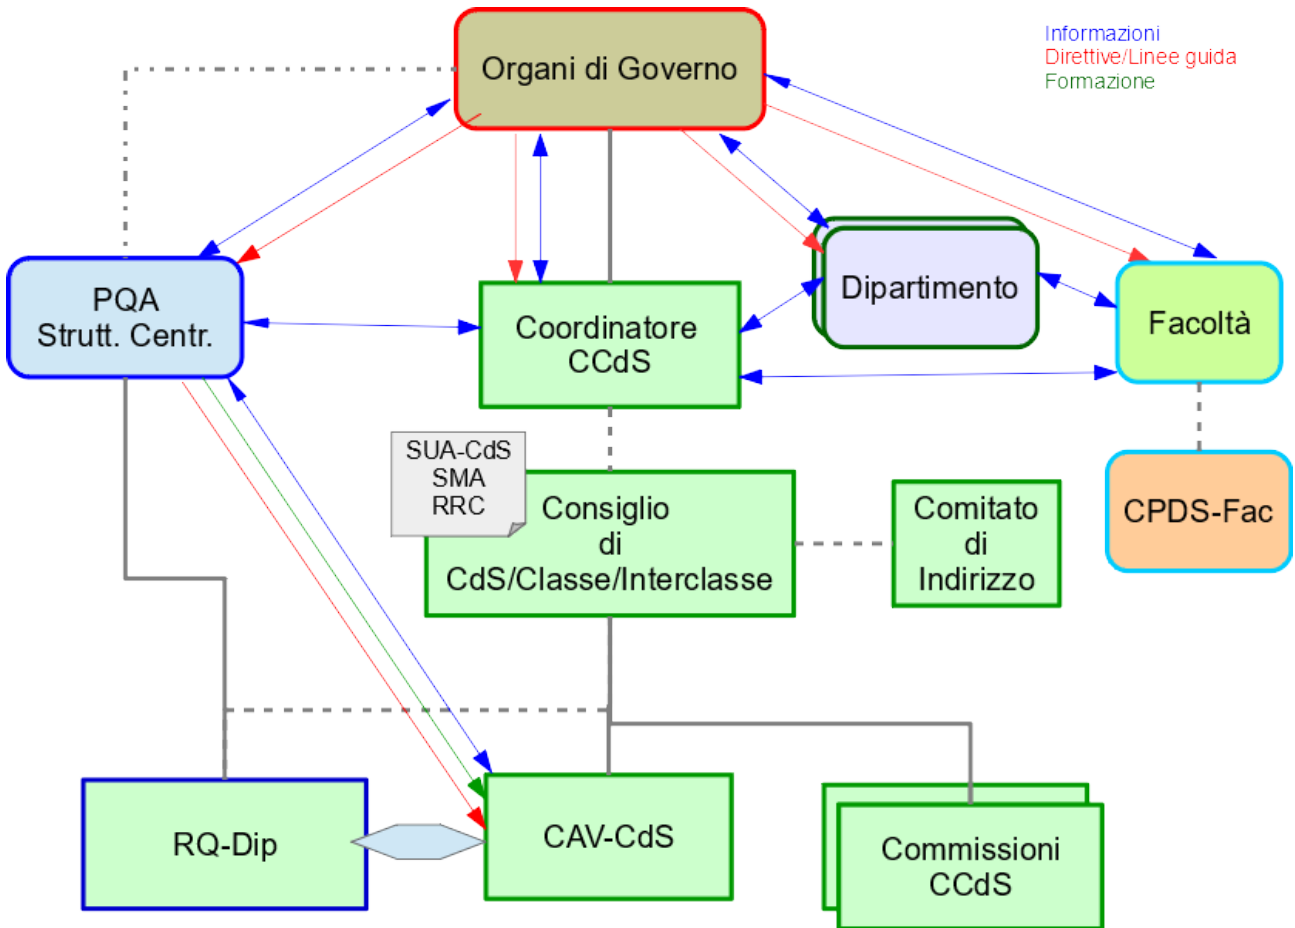 Organi di Governo
Informazioni
Direttive/Linee guida
Formazione
PQA
Strutt. Centr.
Coordinatore
CCdS
Dipartimento
Facoltà
SUA-CdS
SMA
RRC
Consiglio
di
CdS/Classe/Interclasse
Comitato
di
Indirizzo
CPDS-Fac
RQ-Dip
CAV-CdS
Commissioni
CCdS